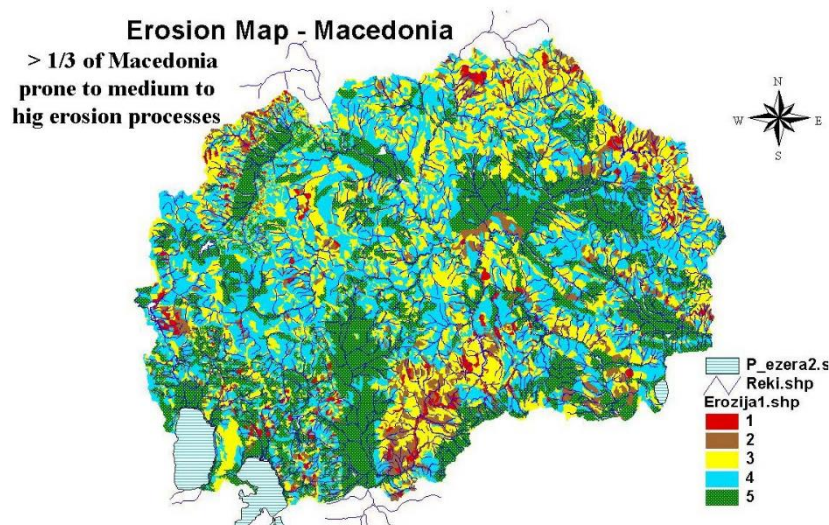 Erosion Map - Macedonia
> 1/3 of Macedonia
prone to medium to
hig erosion processes
N
W E
S
P_ezera2.s
Reki.shp
Erozija1.shp
1
2
3
4
5